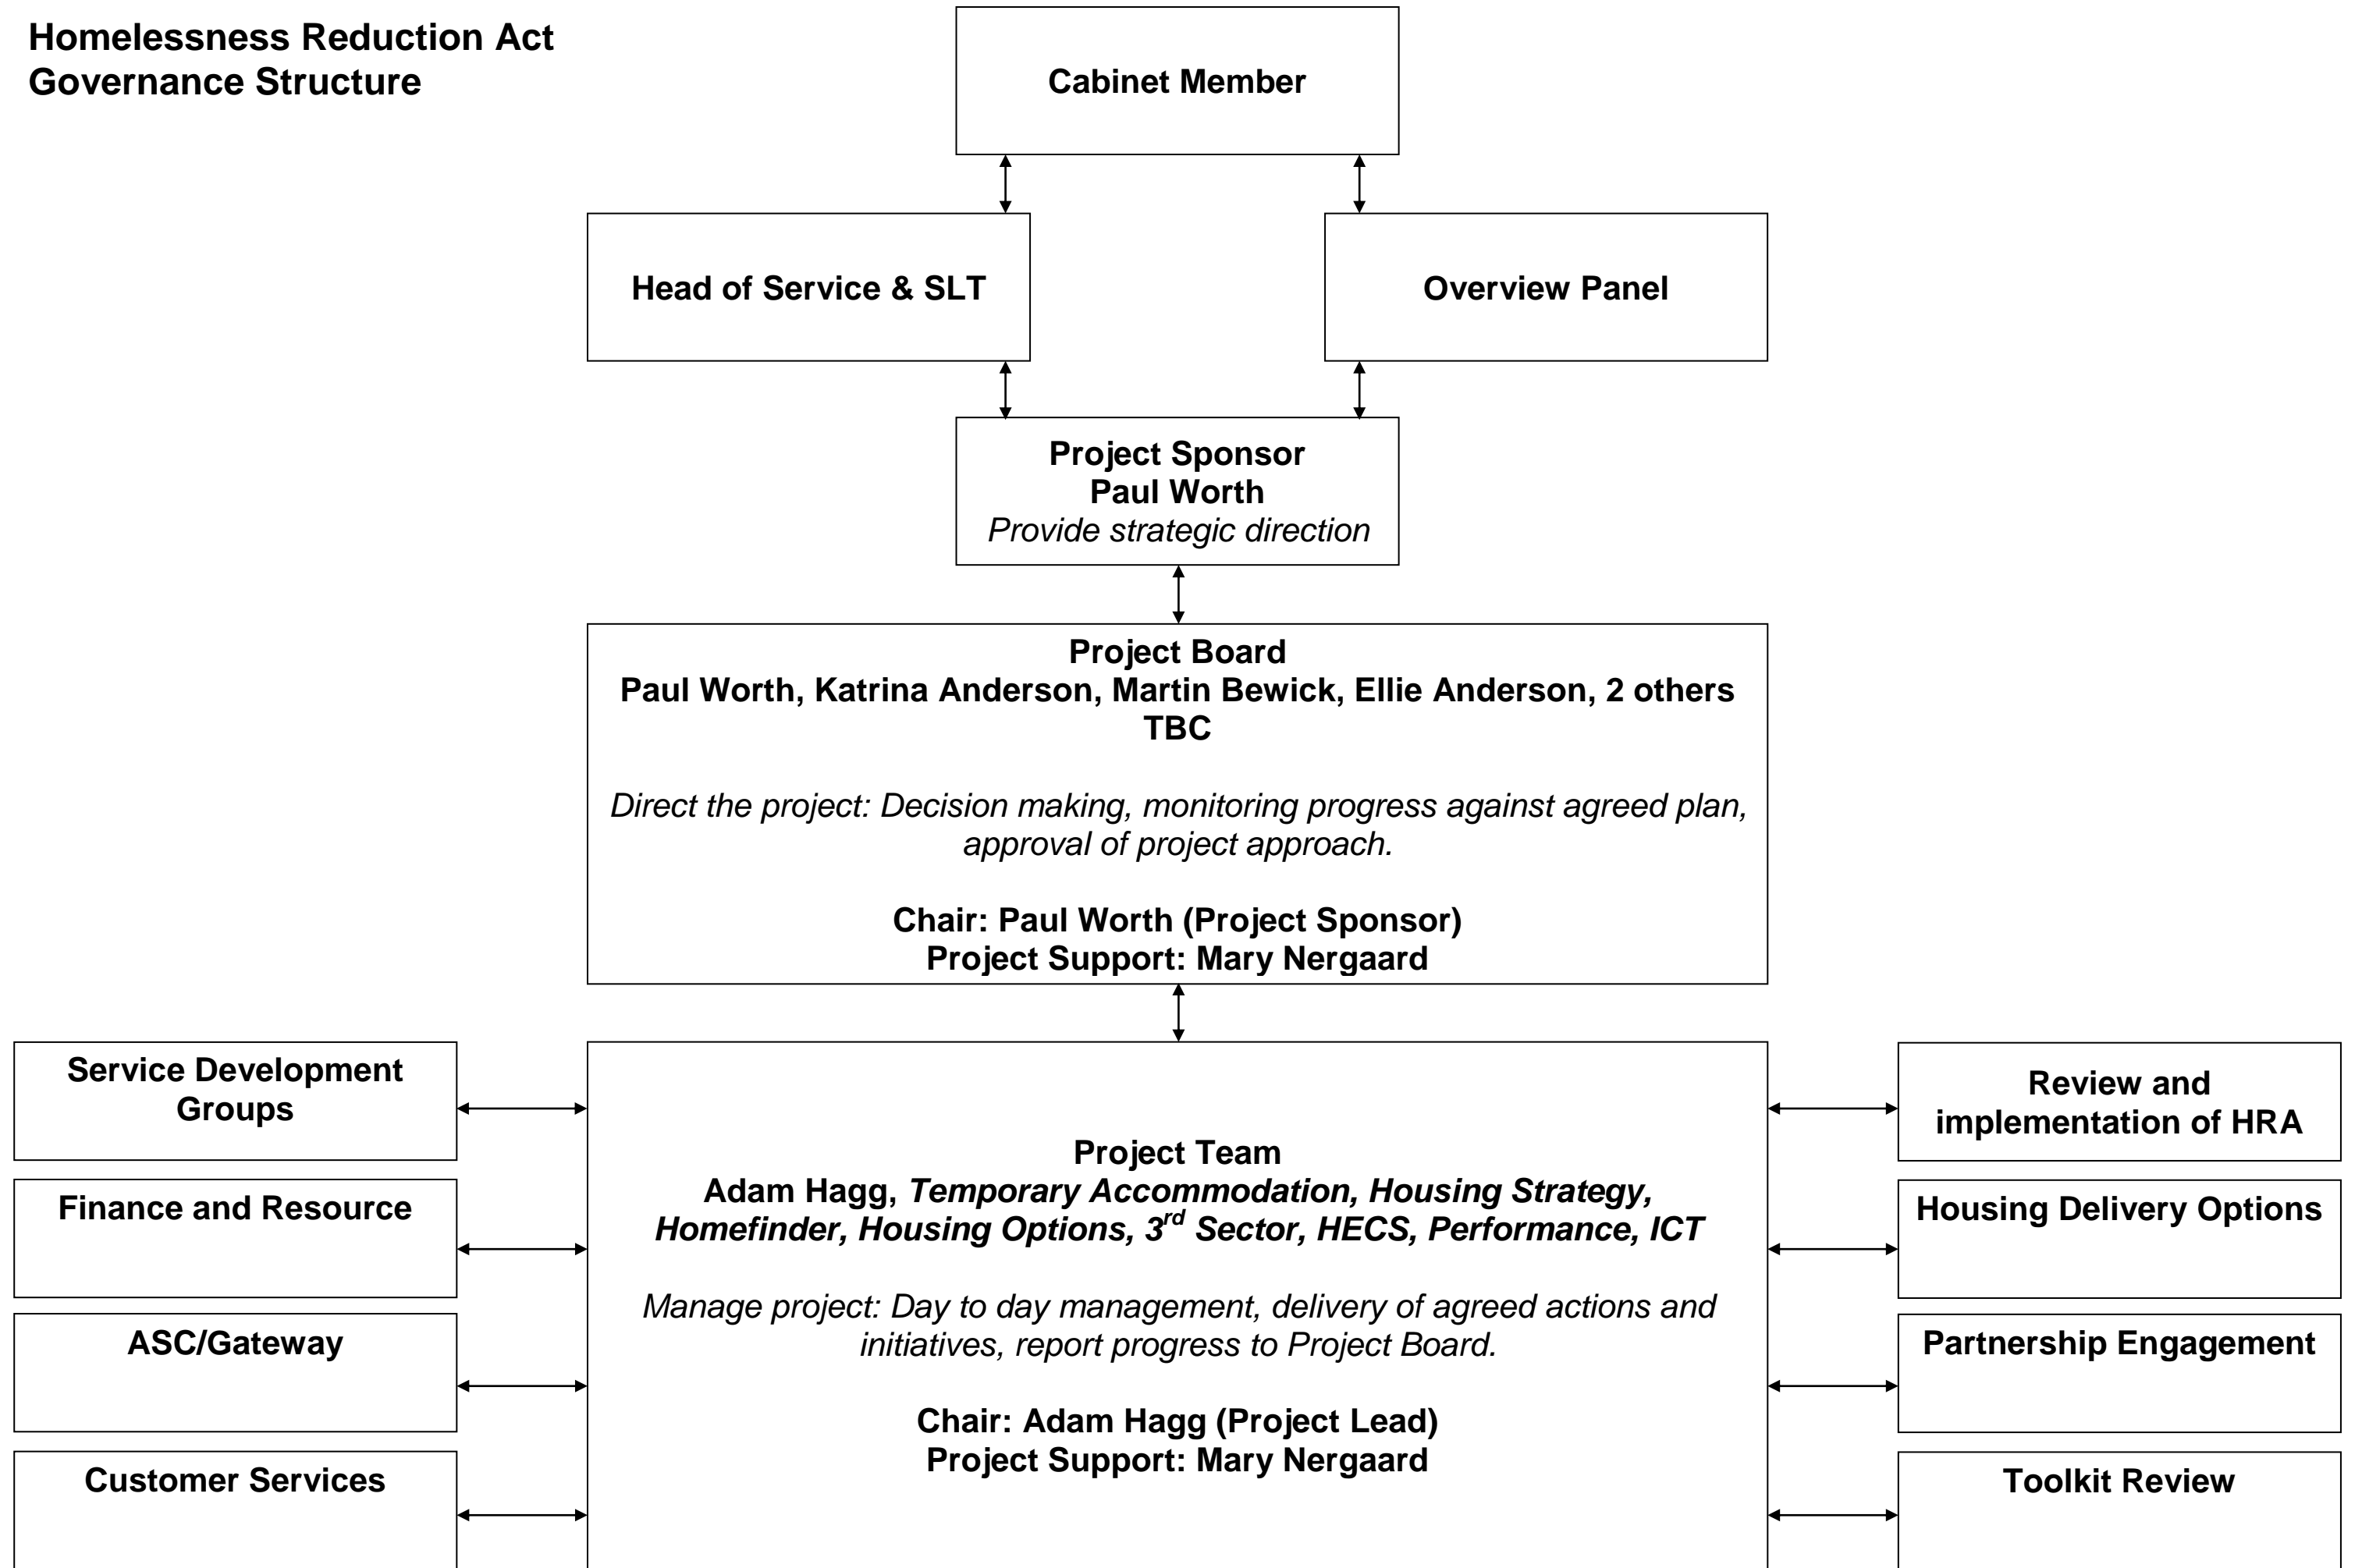 Homelessness Reduction Act
Governance Structure
Cabinet Member
Head of Service & SLT
Overview Panel
Project Sponsor
Paul Worth
Provide strategic direction
Project Board
Paul Worth, Katrina Anderson, Martin Bewick, Ellie Anderson, 2 others
TBC
Direct the project: Decision making, monitoring progress against agreed plan,
approval of project approach.
Chair: Paul Worth (Project Sponsor)
Project Support: Mary Nergaard
Service Development
Groups
Finance and Resource
ASC/Gateway
Customer Services
Project Team
Adam Hagg, Temporary Accommodation, Housing Strategy,
Homefinder, Housing Options, 3rd Sector, HECS, Performance, ICT
Manage project: Day to day management, delivery of agreed actions and
initiatives, report progress to Project Board.
Chair: Adam Hagg (Project Lead)
Project Support: Mary Nergaard
Review and
implementation of HRA
Housing Delivery Options
Partnership Engagement
Toolkit Review